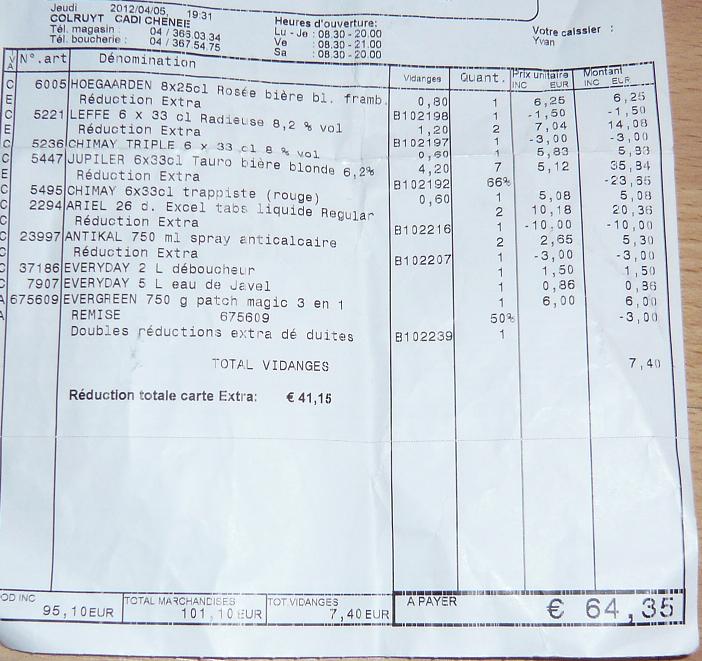 Jeudi 2012/04/05, 19:31
COLRUYT CADI CHENEE
Tél. magasin : 04 / 366.03.34
Tél. boucherie : 04 / 367.54.75
Heures d'ouverture:
Lu - Je : 08.30 - 20.00
Ve : 08.30 - 21.00
Sa : 08.30 - 20.00
Votre caissier :
Yvan
VA N°.art Dénomination Vidanges Quant. Prix unitaire INC EUR Montant INC EUR
C 6005 HOEGAARDEN 8x25cl Rosée bière bl. framb. 0,80 1 6,25 6,25
E Réduction Extra B102198 1 -1,50 -1,50
C 5221 LEFFE 6 x 33 cl Radieuse 8,2 % vol 1,20 2 7,04 14,08
E Réduction Extra B102197 1 -3,00 -3,00
C 5236 CHIMAY TRIPLE 6 x 33 cl 8 % vol 0,60 1 5,83 5,83
C 5447 JUPILER 6x33cl Tauro bière blonde 6,2% 4,20 7 5,12 35,84
E Réduction Extra B102192 66% -23,65
C 5495 CHIMAY 6x33cl trappiste (rouge) 0,60 1 5,08 5,08
C 2294 ARIEL 26 d. Excel tabs liquide Regular 2 10,18 20,36
C Réduction Extra B102216 1 -10,00 -10,00
C 23997 ANTIKAL 750 ml spray anticalcaire 2 2,65 5,30
C Réduction Extra B102207 1 -3,00 -3,00
C 37186 EVERYDAY 2 L déboucheur 1 1,50 1,50
C 7907 EVERYDAY 5 L eau de Javel 1 0,86 0,86
A 675609 EVERGREEN 750 g patch magic 3 en 1 1 6,00 6,00
A REMISE 675609 50% -3,00
Doubles réductions extra dé duites B102239 1
TOTAL VIDANGES 7,40
Réduction totale carte Extra: € 41,15
OD INC TOTAL MARCHANDISES TOT VIDANGES A PAYER
95,10EUR 101,10EUR 7,40EUR € 64,35